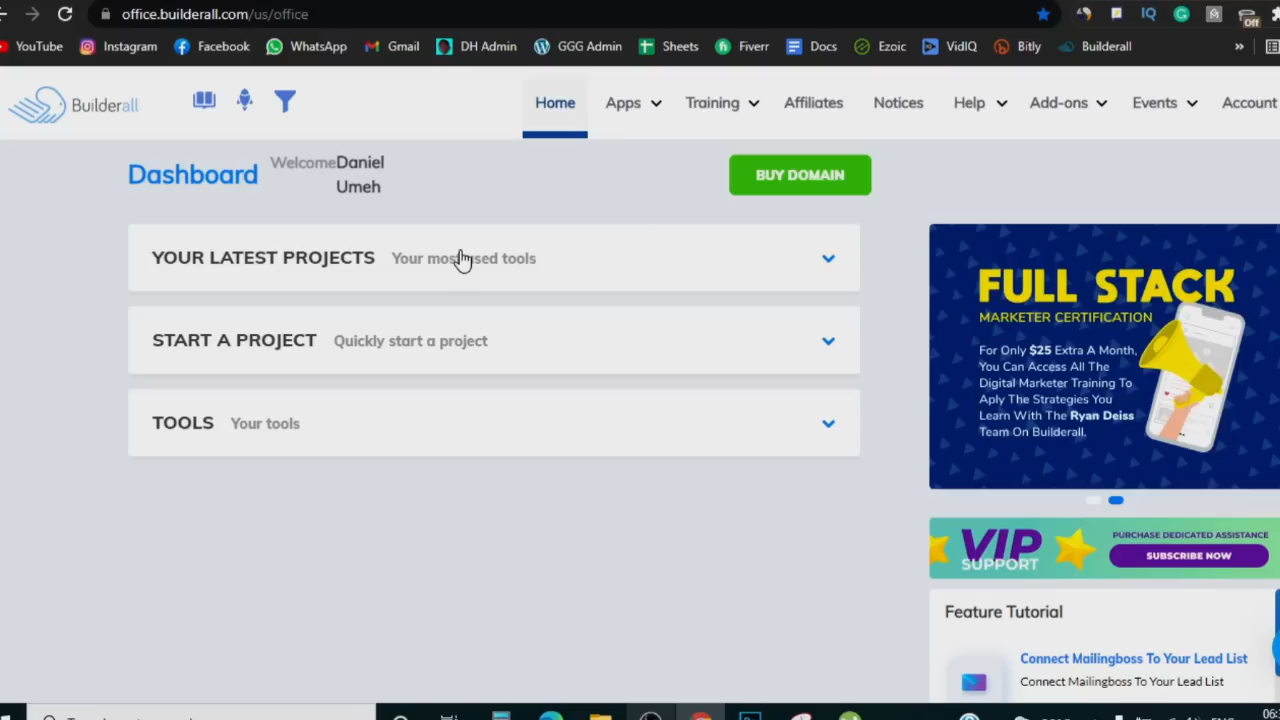 office.builderall.com/us/office
Off
YouTube Instagram Facebook WhatsApp Gmail DH Admin GGG Admin Sheets Fiverr Docs Ezoic VidIQ Bitly Builderall »
Builderall
Home Apps Training Affiliates Notices Help Add-ons Events Account
Dashboard Welcome Daniel
Umeh
BUY DOMAIN
YOUR LATEST PROJECTS Your most used tools
START A PROJECT Quickly start a project
TOOLS Your tools
FULL STACK
MARKETER CERTIFICATION
For Only $25 Extra A Month,
You Can Access All The
Digital Marketer Training To
Aply The Strategies You
Learn With The Ryan Deiss
Team On Builderall.
VIP
SUPPORT
PURCHASE DEDICATED ASSISTANCE
SUBSCRIBE NOW
Feature Tutorial
Connect Mailingboss To Your Lead List
Connect Mailingboss To Your Lead List